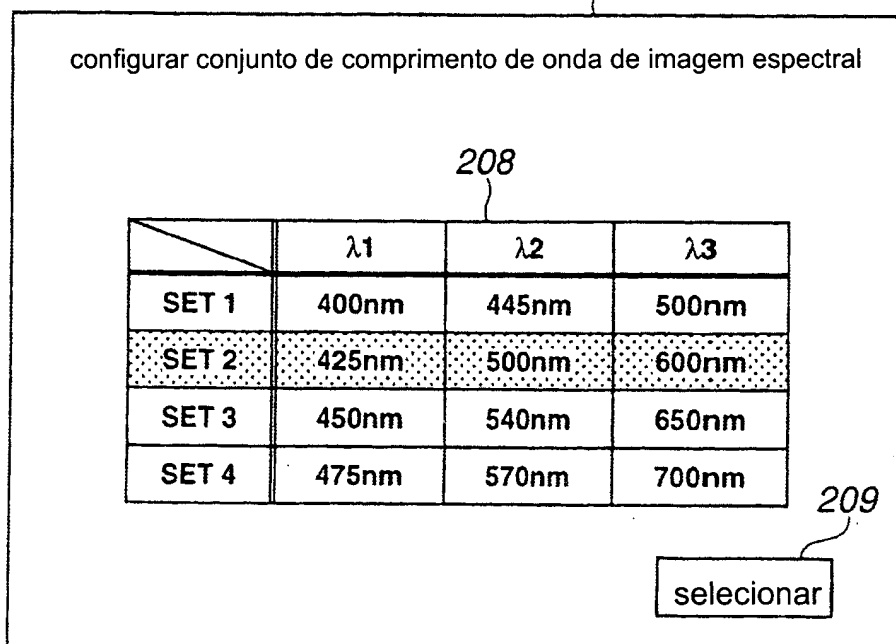 configurar conjunto de comprimento de onda de imagem espectral
208
λ1 λ2 λ3
SET 1 400nm 445nm 500nm
SET 2 425nm 500nm 600nm
SET 3 450nm 540nm 650nm
SET 4 475nm 570nm 700nm
209
selecionar